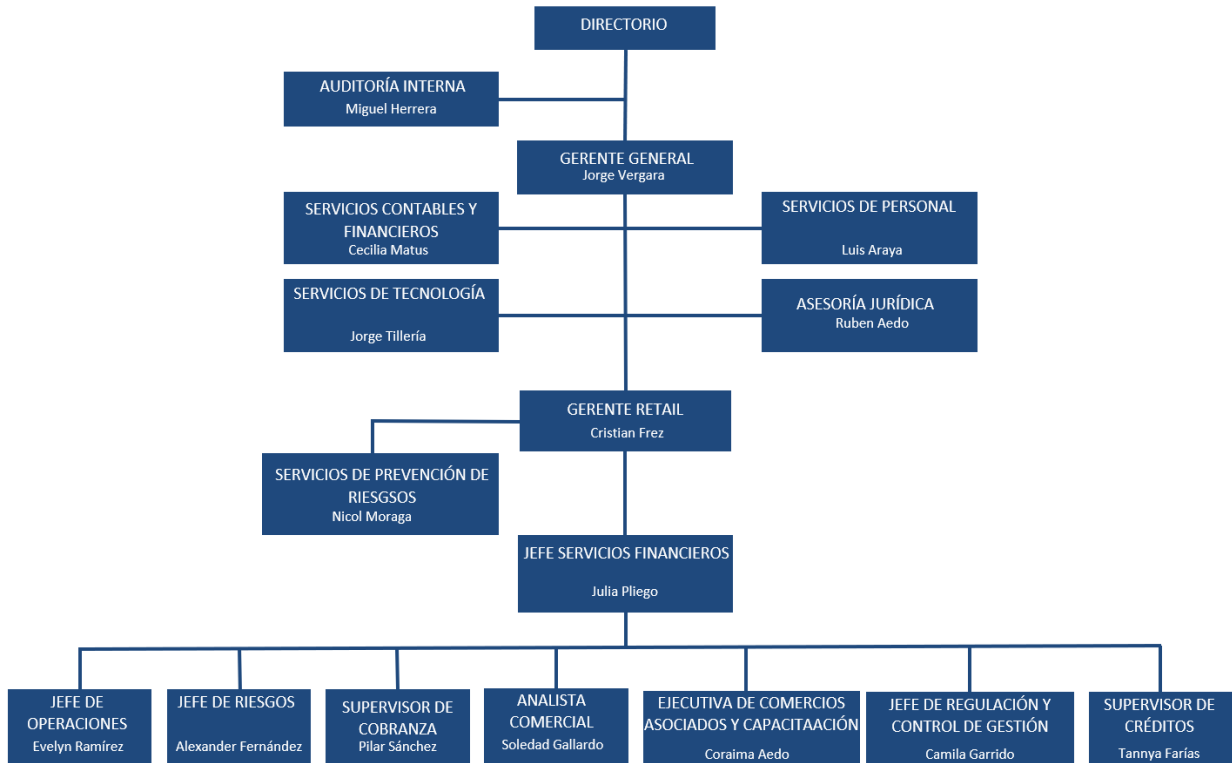 DIRECTORIO
AUDITORÍA INTERNA
Miguel Herrera
GERENTE GENERAL
Jorge Vergara
SERVICIOS CONTABLES Y
FINANCIEROS
Cecilia Matus
SERVICIOS DE PERSONAL
Luis Araya
SERVICIOS DE TECNOLOGÍA
Jorge Tillería
ASESORÍA JURÍDICA
Ruben Aedo
GERENTE RETAIL
Cristian Frez
SERVICIOS DE PREVENCIÓN DE
RIESGSOS
Nicol Moraga
JEFE SERVICIOS FINANCIEROS
Julia Pliego
JEFE DE
OPERACIONES
Evelyn Ramírez
JEFE DE RIESGOS
Alexander Fernández
SUPERVISOR DE
COBRANZA
Pilar Sánchez
ANALISTA
COMERCIAL
Soledad Gallardo
EJECUTIVA DE COMERCIOS
ASOCIADOS Y CAPACITAACIÓN
Coraima Aedo
JEFE DE REGULACIÓN Y
CONTROL DE GESTIÓN
Camila Garrido
SUPERVISOR DE
CRÉDITOS
Tannya Farías